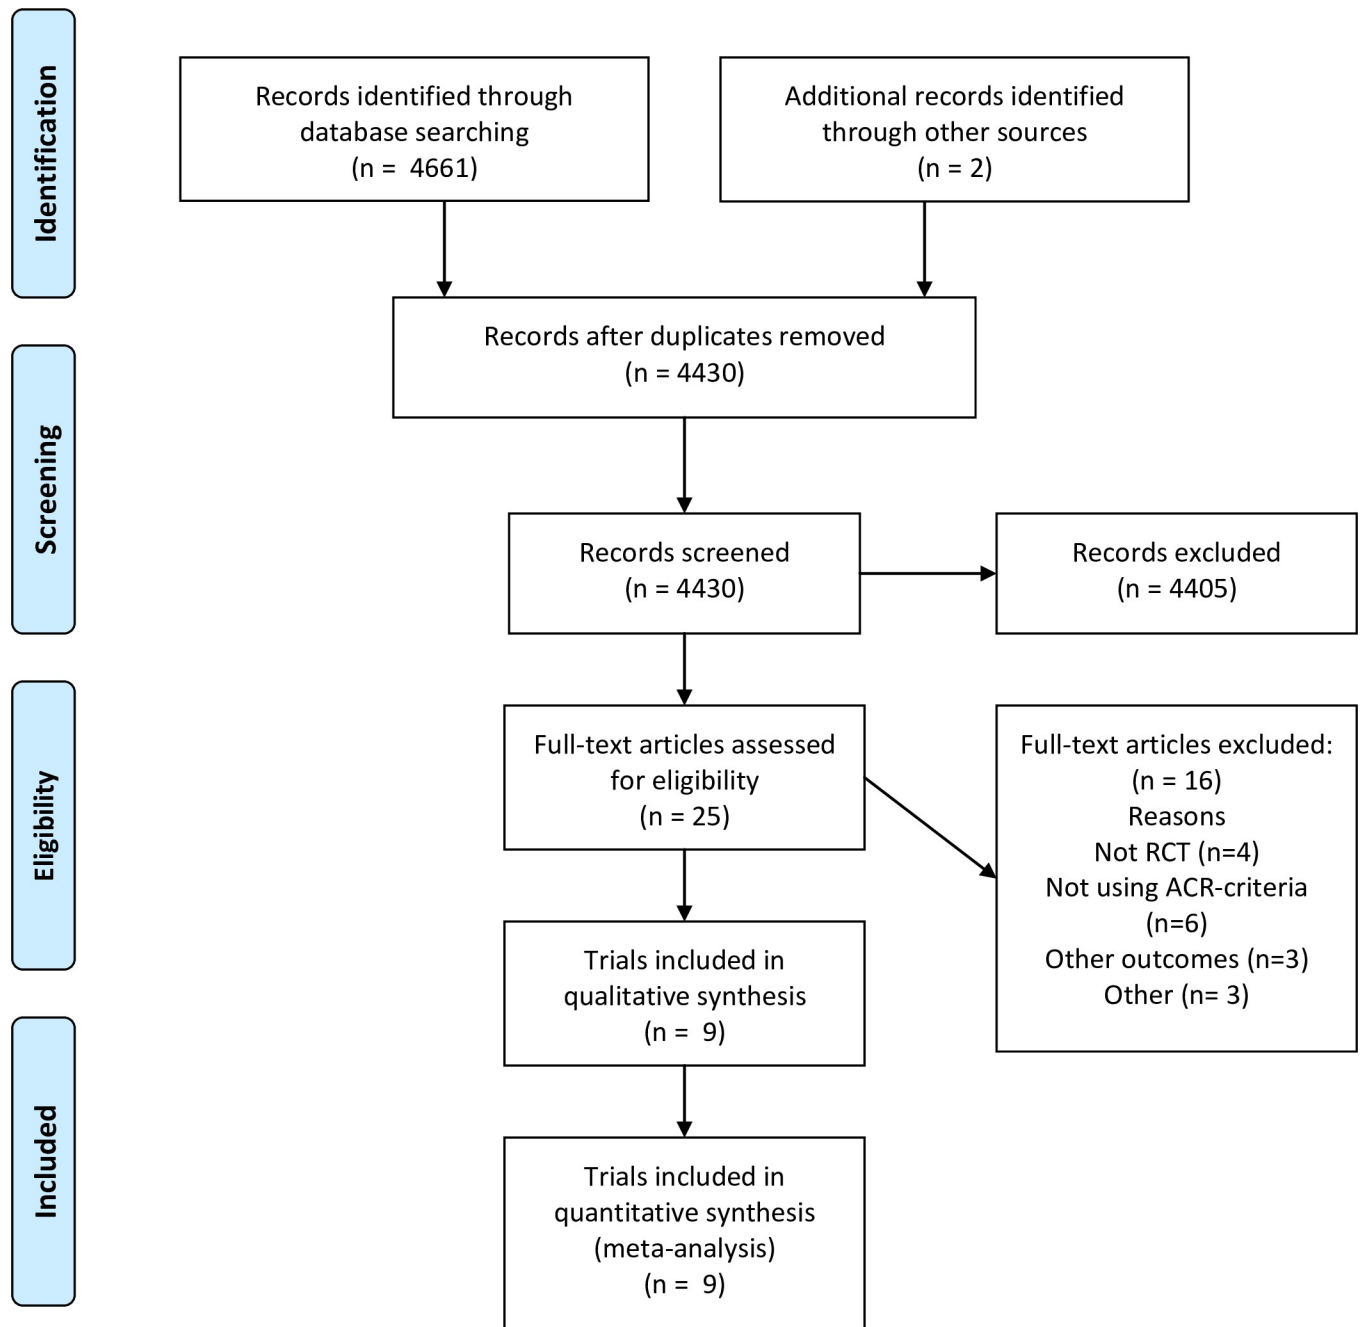 Identification
Records identified through
database searching
(n =  4661)
Additional records identified
through other sources
(n = 2)
Records after duplicates removed
(n = 4430)
Screening
Records screened
(n = 4430)
Records excluded
(n = 4405)
Eligibility
Full-text articles assessed
for eligibility
(n = 25)
Full-text articles excluded:
(n = 16)
Reasons
Not RCT (n=4)
Not using ACR-criteria
(n=6)
Other outcomes (n=3)
Other (n= 3)
Trials included in
qualitative synthesis
(n =  9)
Included
Trials included in
quantitative synthesis
(meta-analysis)
(n =  9)